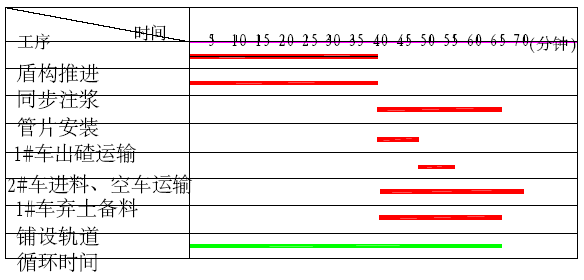 时间
工序
5 10 15 20 25 30 35 40 45 50 55 60 65 70 (分钟)
盾构推进
同步注浆
管片安装
1#车出碴运输
2#车进料、空车运输
1#车弃土备料
铺设轨道
循环时间